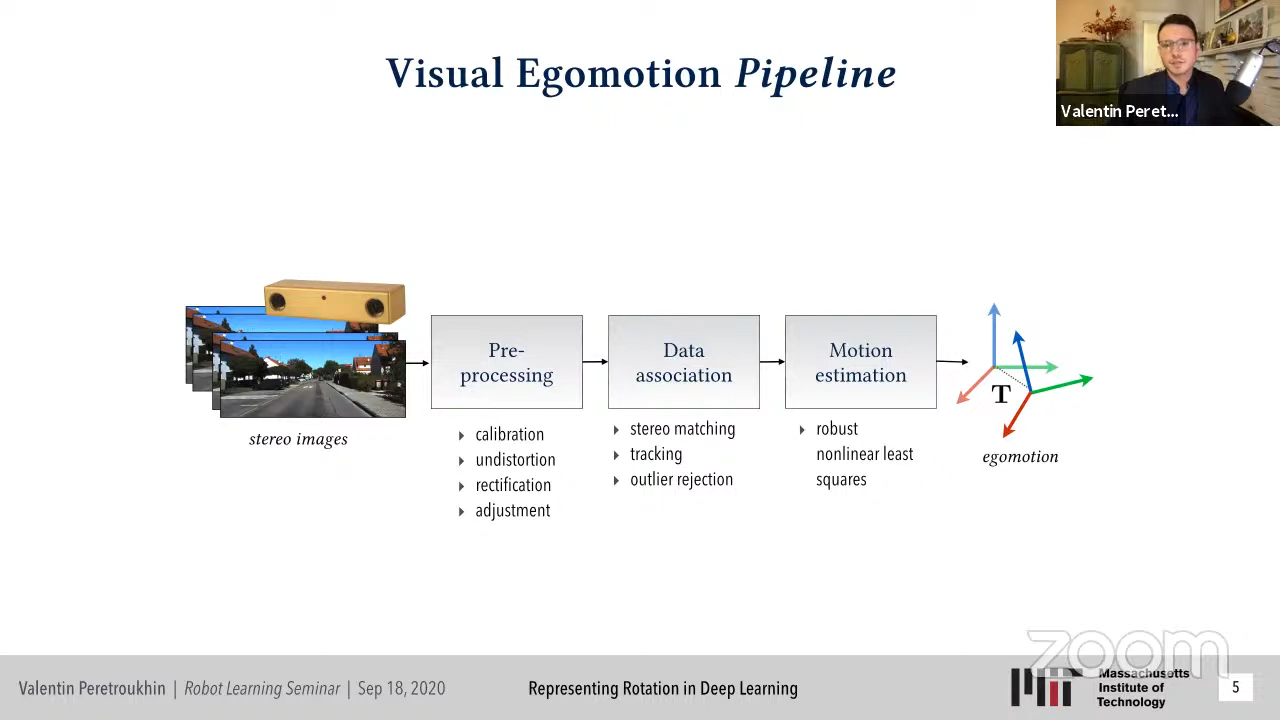 Visual Egomotion Pipeline
Valentin Peret...
stereo images
Pre-
processing
calibration
undistortion
rectification
adjustment
Data
association
stereo matching
tracking
outlier rejection
Motion
estimation
robust
nonlinear least
squares
T
egomotion
zoom
Valentin Peretroukhin | Robot Learning Seminar | Sep 18, 2020
Representing Rotation in Deep Learning
Massachusetts
Institute of
Technology
5